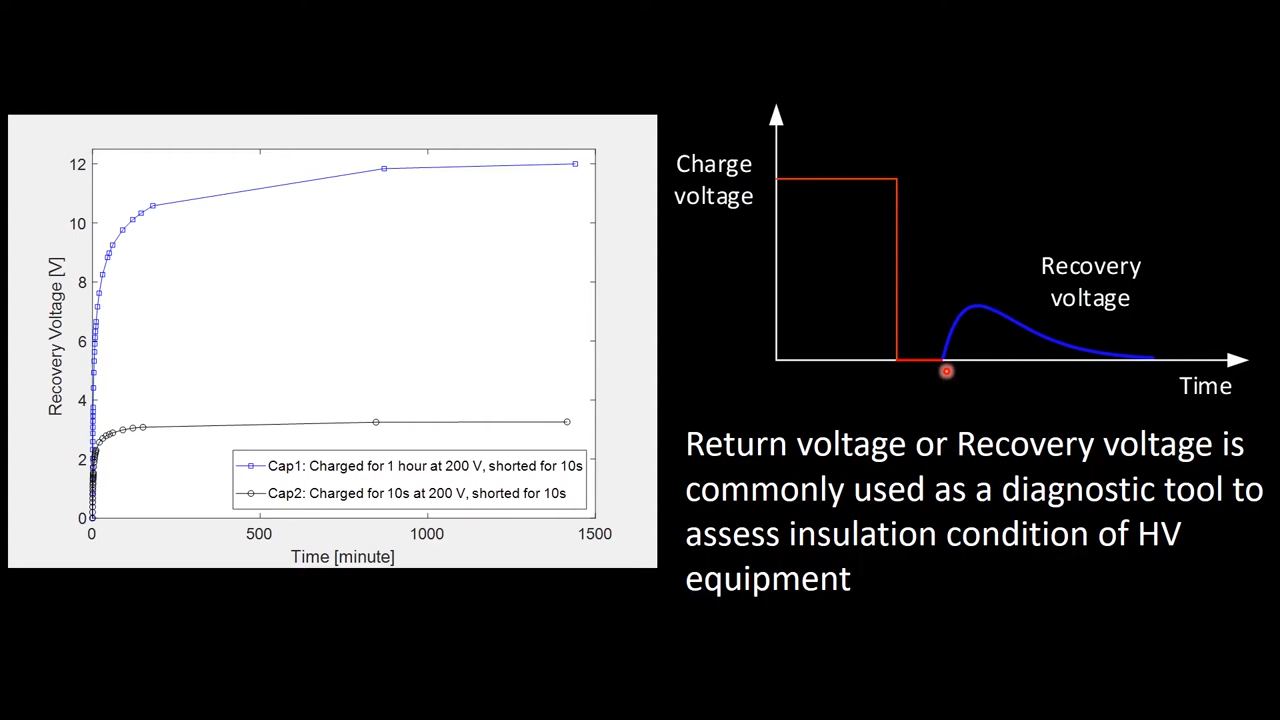 12
10
8
6
4
2
0
Recovery Voltage [V]
Cap1: Charged for 1 hour at 200 V, shorted for 10s
Cap2: Charged for 10s at 200 V, shorted for 10s
0
500
1000
1500
Time [minute]
Charge
voltage
Recovery
voltage
Time
Return voltage or Recovery voltage is
commonly used as a diagnostic tool to
assess insulation condition of HV
equipment